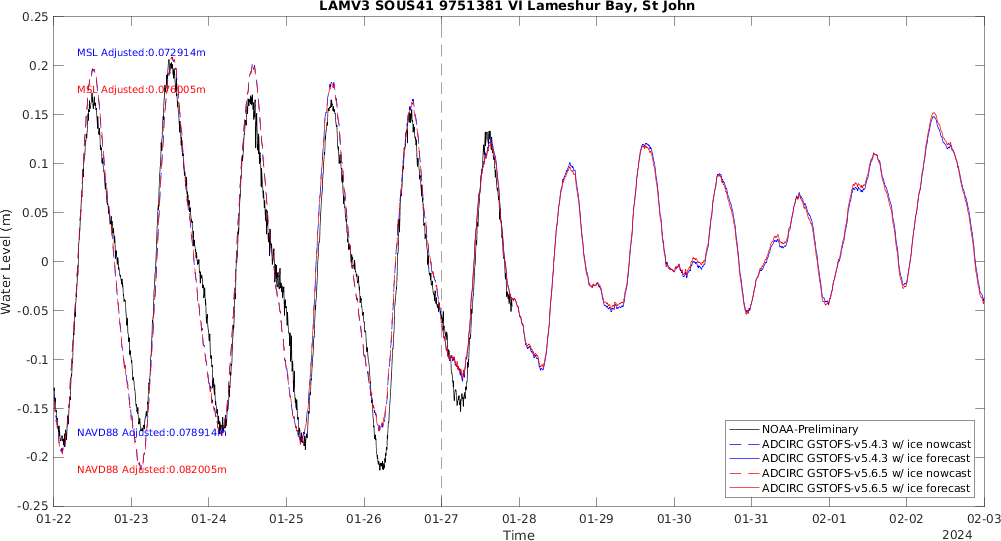 LAMV3 SOUS41 9751381 VI Lameshur Bay, St John
0.25
0.2
0.15
0.1
0.05
0
-0.05
-0.1
-0.15
-0.2
-0.25
Water Level (m)
MSL Adjusted:0.072914m
MSL Adjusted:0.076005m
NAVD88 Adjusted:0.078914m
NAVD88 Adjusted:0.082005m
NOAA-Preliminary
ADCIRC GSTOFS-v5.4.3 w/ ice nowcast
ADCIRC GSTOFS-v5.4.3 w/ ice forecast
ADCIRC GSTOFS-v5.6.5 w/ ice nowcast
ADCIRC GSTOFS-v5.6.5 w/ ice forecast
01-22 01-23 01-24 01-25 01-26 01-27 01-28 01-29 01-30 01-31 02-01 02-02 02-03
Time
2024